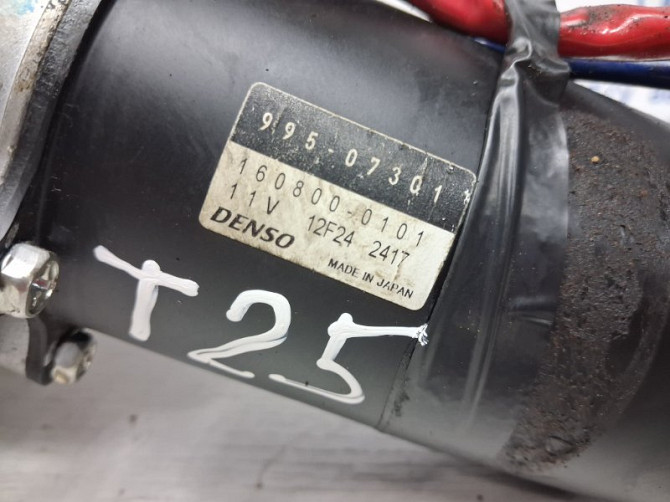 995-07301
160800-0101
11V 12F24 2417
DENSO
MADE IN JAPAN
T25